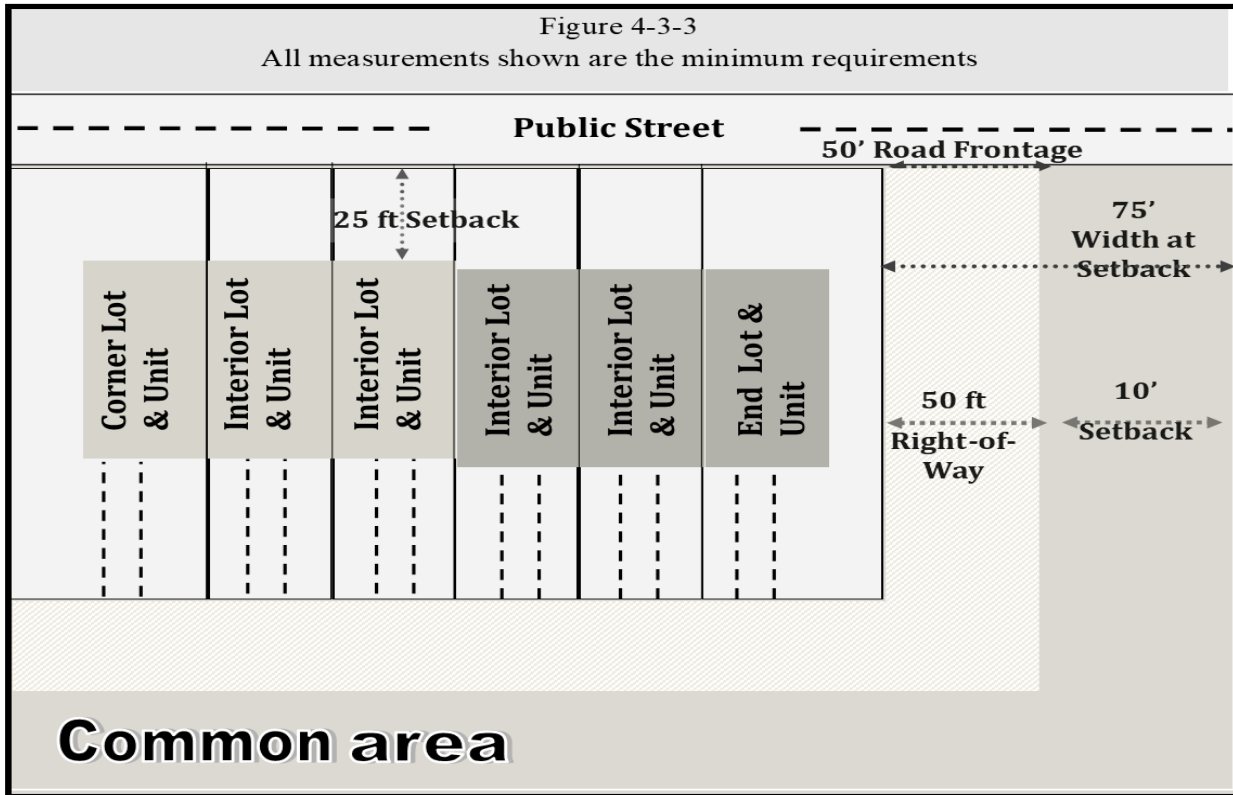 Figure 4-3-3
All measurements shown are the minimum requirements
Public Street
50’ Road Frontage
25 ft Setback
75’
Width at
Setback
Corner Lot
& Unit
Interior Lot
& Unit
Interior Lot
& Unit
Interior Lot
& Unit
Interior Lot
& Unit
End Lot &
Unit
50 ft
Right-of-
Way
10’
Setback
Common area